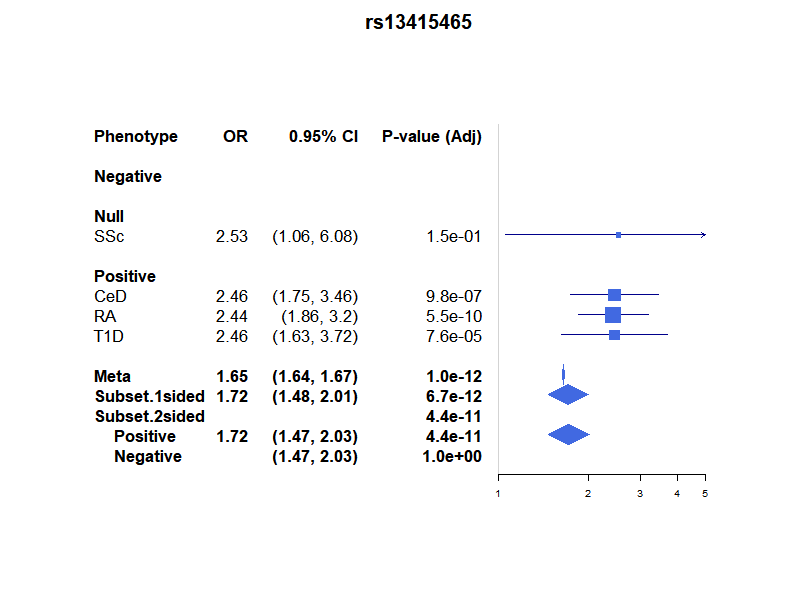 rs13415465
Phenotype OR 0.95% CI P-value (Adj)
Negative
Null
SSc 2.53 (1.06, 6.08) 1.5e-01
Positive
CeD 2.46 (1.75, 3.46) 9.8e-07
RA 2.44 (1.86, 3.2) 5.5e-10
T1D 2.46 (1.63, 3.72) 7.6e-05
Meta 1.65 (1.64, 1.67) 1.0e-12
Subset.1sided 1.72 (1.48, 2.01) 6.7e-12
Subset.2sided 4.4e-11
Positive 1.72 (1.47, 2.03) 4.4e-11
Negative (1.47, 2.03) 1.0e+00
1 2 3 4 5